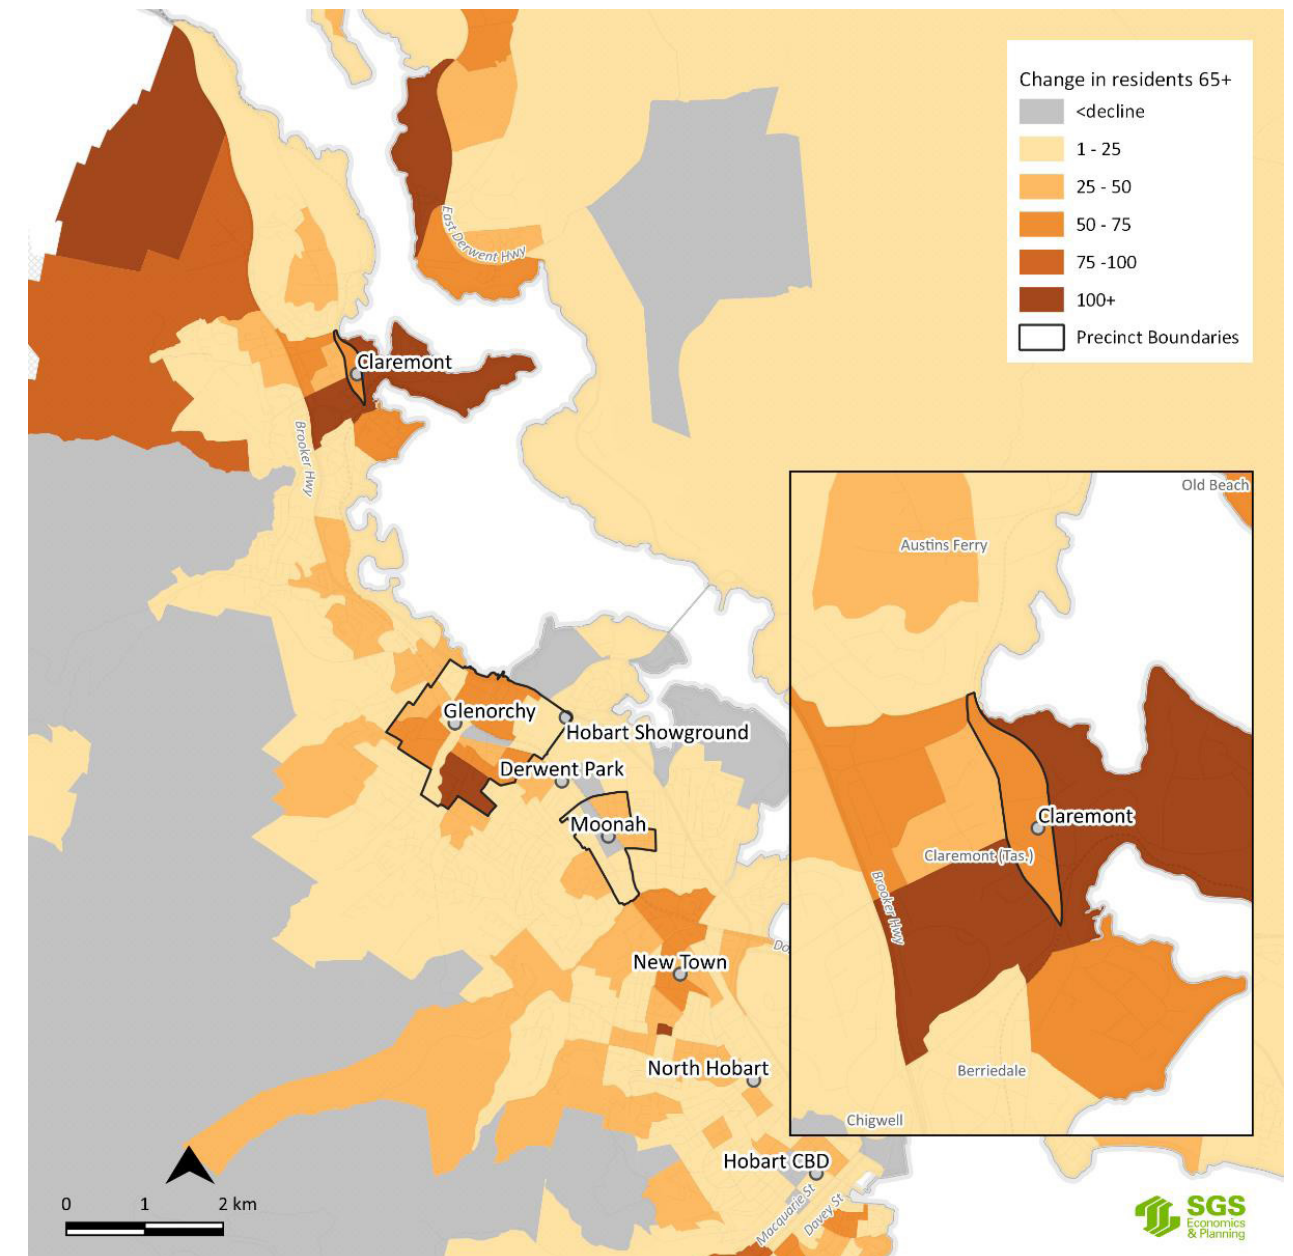 Change in residents 65+
<decline
1 - 25
25 - 50
50 - 75
75 -100
100+
Precinct Boundaries
East Derwent Hwy
Claremont
Brooker Hwy
Glenorchy
Hobart Showground
Derwent Park
Moonah
New Town
North Hobart
Hobart CBD
Macquarie St
Davey St
Old Beach
Austins Ferry
Claremont
Claremont (Tas.)
Brooker Hwy
Berriedale
Chigwell
0 1 2 km
SGS
Economics
& Planning